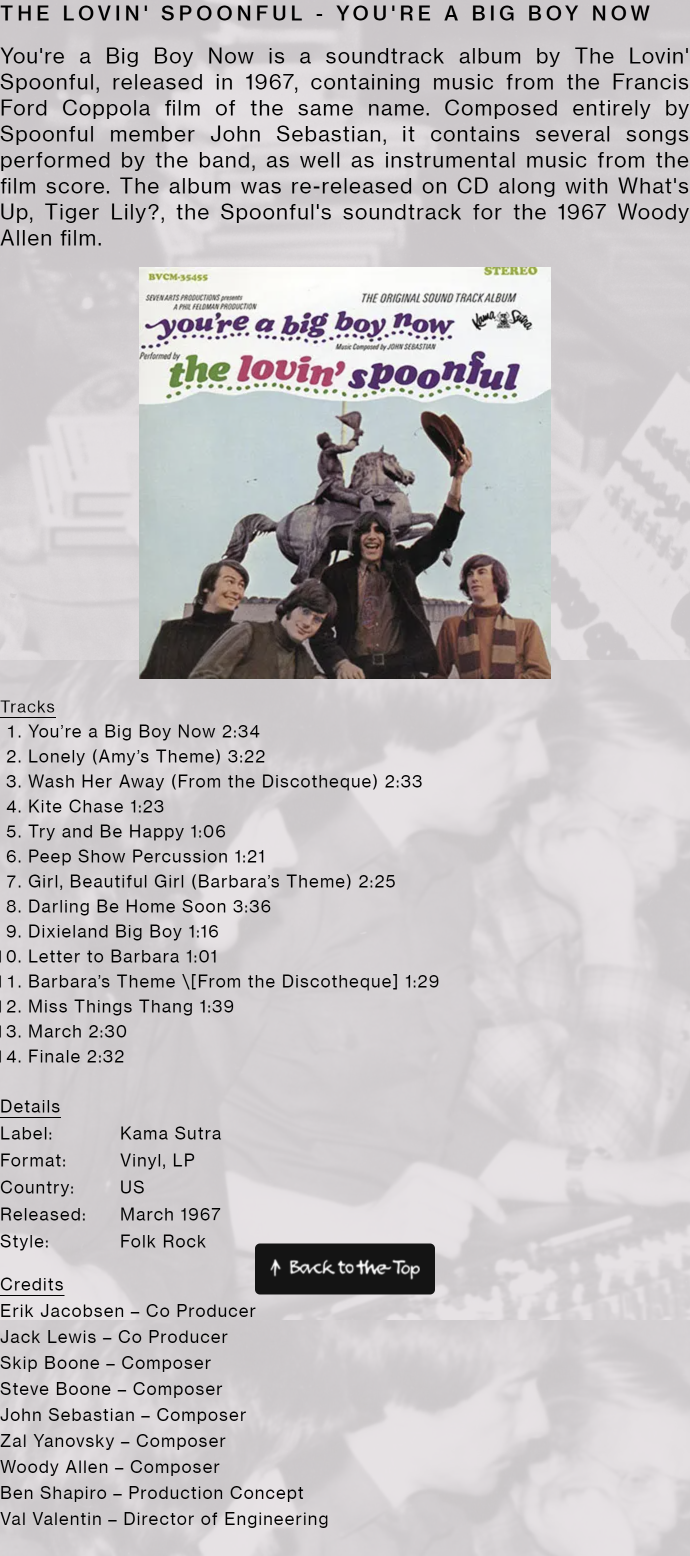 THE LOVIN' SPOONFUL - YOU'RE A BIG BOY NOW
You're a Big Boy Now is a soundtrack album by The Lovin'
Spoonful, released in 1967, containing music from the Francis
Ford Coppola film of the same name. Composed entirely by
Spoonful member John Sebastian, it contains several songs
performed by the band, as well as instrumental music from the
film score. The album was re-released on CD along with What's
Up, Tiger Lily?, the Spoonful's soundtrack for the 1967 Woody
Allen film.
BVCM-35455 STEREO
SEVEN ARTS PRODUCTIONS presents
A PHIL FELDMAN PRODUCTION
THE ORIGINAL SOUND TRACK ALBUM
you're a big boy now
Kama Sutra
Music Composed by JOHN SEBASTIAN
Performed by
the lovin' spoonful
Tracks
1. You’re a Big Boy Now 2:34
2. Lonely (Amy’s Theme) 3:22
3. Wash Her Away (From the Discotheque) 2:33
4. Kite Chase 1:23
5. Try and Be Happy 1:06
6. Peep Show Percussion 1:21
7. Girl, Beautiful Girl (Barbara’s Theme) 2:25
8. Darling Be Home Soon 3:36
9. Dixieland Big Boy 1:16
10. Letter to Barbara 1:01
11. Barbara’s Theme \[From the Discotheque] 1:29
12. Miss Things Thang 1:39
13. March 2:30
14. Finale 2:32
Details
Label: Kama Sutra
Format: Vinyl, LP
Country: US
Released: March 1967
Style: Folk Rock
↑ Back to the Top
Credits
Erik Jacobsen – Co Producer
Jack Lewis – Co Producer
Skip Boone – Composer
Steve Boone – Composer
John Sebastian – Composer
Zal Yanovsky – Composer
Woody Allen – Composer
Ben Shapiro – Production Concept
Val Valentin – Director of Engineering